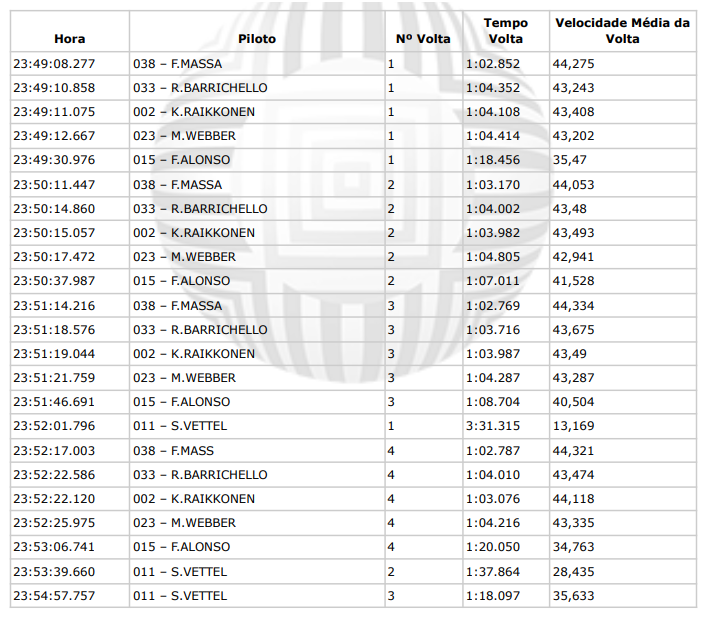 Hora Piloto Nº Volta Tempo Volta Velocidade Média da Volta
23:49:08.277 038 – F.MASSA 1 1:02.852 44,275
23:49:10.858 033 – R.BARRICHELLO 1 1:04.352 43,243
23:49:11.075 002 – K.RAIKKONEN 1 1:04.108 43,408
23:49:12.667 023 – M.WEBBER 1 1:04.414 43,202
23:49:30.976 015 – F.ALONSO 1 1:18.456 35,47
23:50:11.447 038 – F.MASSA 2 1:03.170 44,053
23:50:14.860 033 – R.BARRICHELLO 2 1:04.002 43,48
23:50:15.057 002 – K.RAIKKONEN 2 1:03.982 43,493
23:50:17.472 023 – M.WEBBER 2 1:04.805 42,941
23:50:37.987 015 – F.ALONSO 2 1:07.011 41,528
23:51:14.216 038 – F.MASSA 3 1:02.769 44,334
23:51:18.576 033 – R.BARRICHELLO 3 1:03.716 43,675
23:51:19.044 002 – K.RAIKKONEN 3 1:03.987 43,49
23:51:21.759 023 – M.WEBBER 3 1:04.287 43,287
23:51:46.691 015 – F.ALONSO 3 1:08.704 40,504
23:52:01.796 011 – S.VETTEL 1 3:31.315 13,169
23:52:17.003 038 – F.MASS 4 1:02.787 44,321
23:52:22.586 033 – R.BARRICHELLO 4 1:04.010 43,474
23:52:22.120 002 – K.RAIKKONEN 4 1:03.076 44,118
23:52:25.975 023 – M.WEBBER 4 1:04.216 43,335
23:53:06.741 015 – F.ALONSO 4 1:20.050 34,763
23:53:39.660 011 – S.VETTEL 2 1:37.864 28,435
23:54:57.757 011 – S.VETTEL 3 1:18.097 35,633